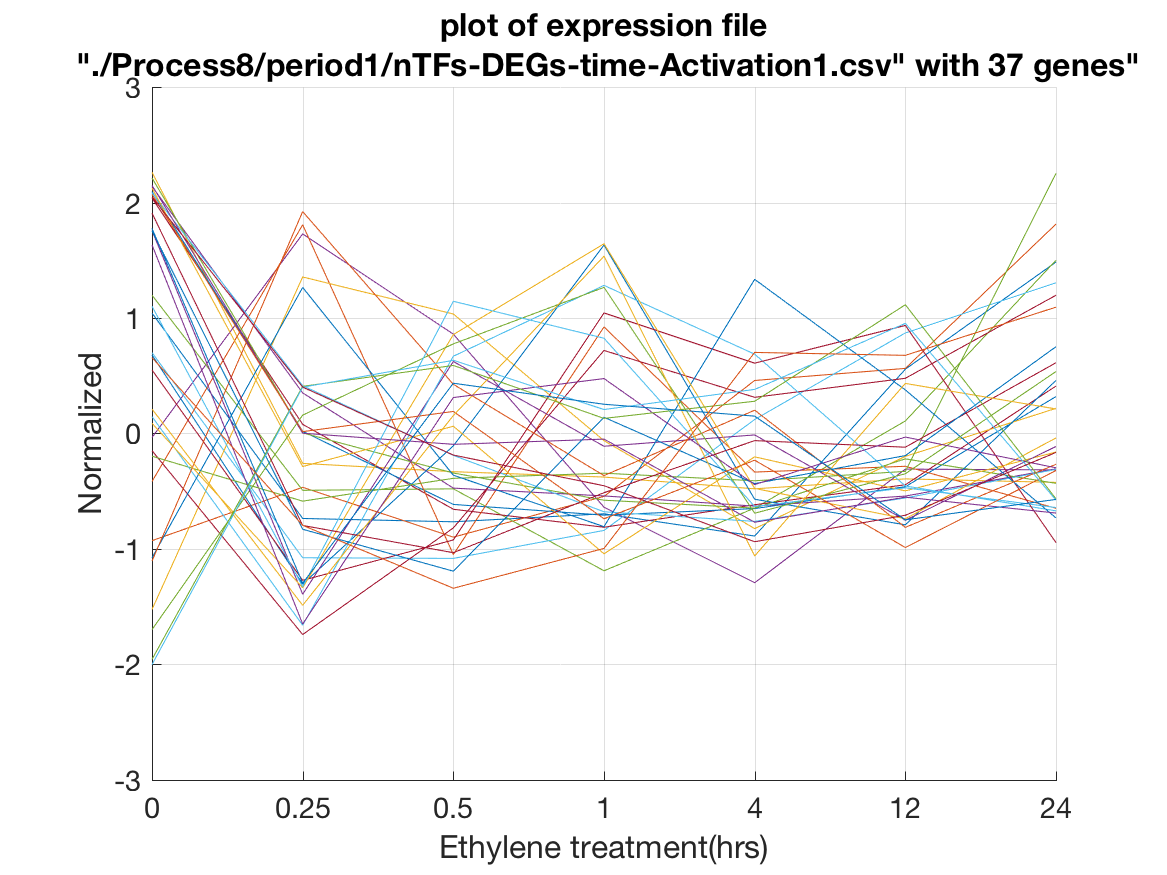 plot of expression file
"./Process8/period1/nTFs-DEGs-time-Activation1.csv" with 37 genes"
3
2
1
0
-1
-2
-3
Normalized
0 0.25 0.5 1 4 12 24
Ethylene treatment(hrs)